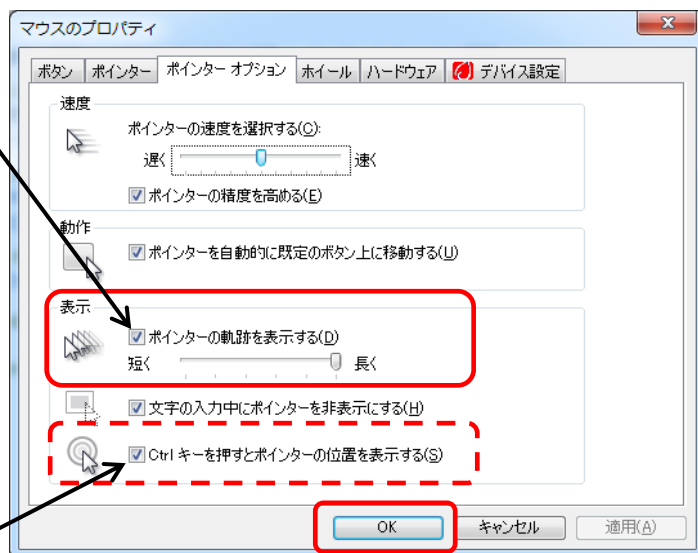 マウスのプロパティ
ボタン ポインター ポインター オプション ホイール ハードウェア デバイス設定
速度
ポインターの速度を選択する(C):
遅く 速く
ポインターの精度を高める(E)
動作
ポインターを自動的に既定のボタン上に移動する(U)
表示
ポインターの軌跡を表示する(D)
短く 長く
文字の入力中にポインターを非表示にする(H)
Ctrl キーを押すとポインターの位置を表示する(S)
OK キャンセル 適用(A)